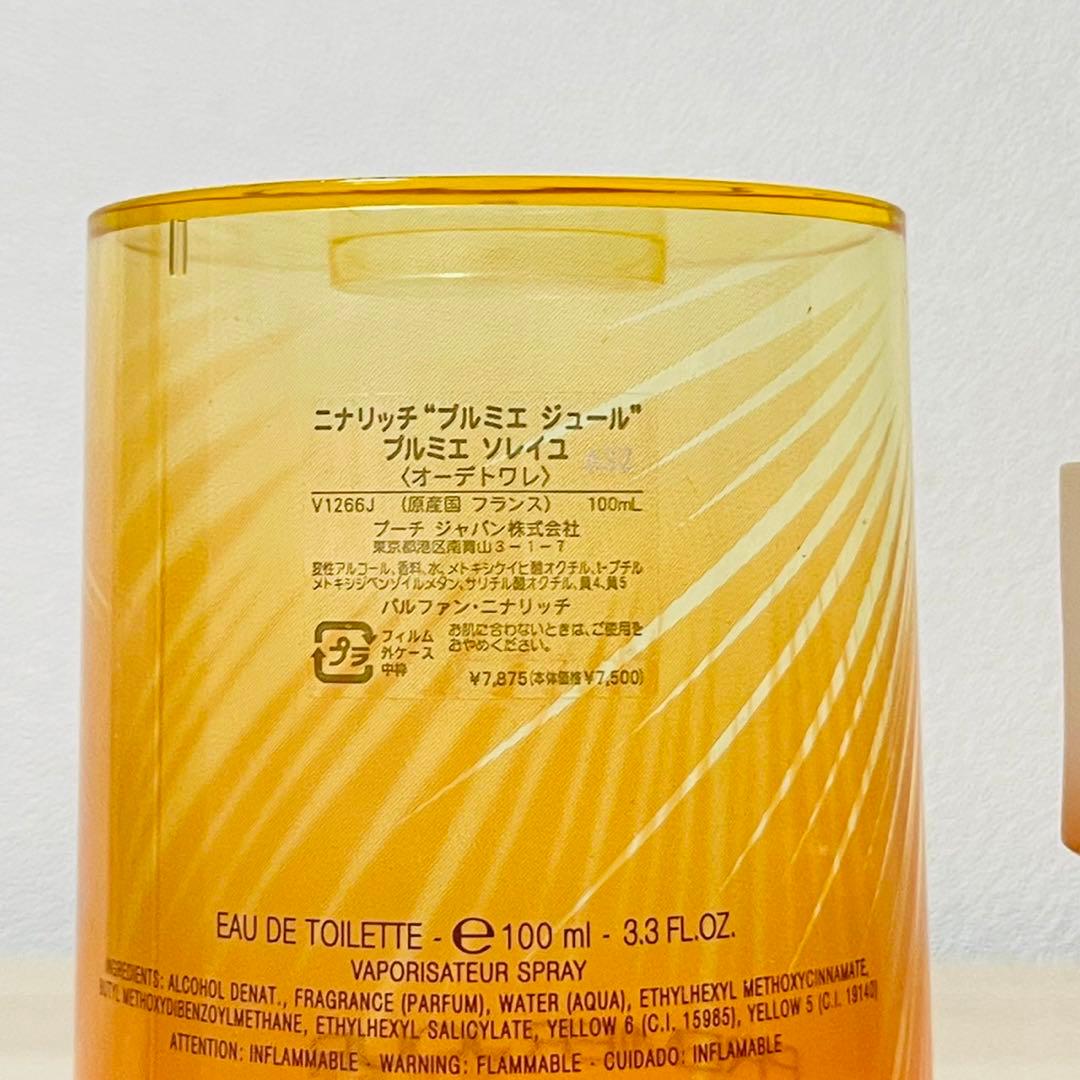 ニナリッチ“プルミエ ジュール”
プルミエ ソレイユ
〈オーデトワレ〉
V1266J (原産国 フランス) 100mL
プーチ ジャパン株式会社
東京都港区南青山3-1-7
変性アルコール、香料、水、メトキシケイヒ酸オクチル、t-ブチル
メトキシジベンゾイルメタン、サリチル酸オクチル、黄4、黄5
パルファン・ニナリッチ
プラ
フィルム
外ケース
中枠
お肌に合わないときは、ご使用を
おやめください。
¥7,875(本体価格¥7,500)
EAU DE TOILETTE - e 100 ml - 3.3 FL.OZ.
VAPORISATEUR SPRAY
INGREDIENTS: ALCOHOL DENAT., FRAGRANCE (PARFUM), WATER (AQUA), ETHYLHEXYL METHOXYCINNAMATE,
BUTYL METHOXYDIBENZOYLMETHANE, ETHYLHEXYL SALICYLATE, YELLOW 6 (C.I. 15985), YELLOW 5 (C.I. 19140)
ATTENTION: INFLAMMABLE - WARNING: FLAMMABLE - CUIDADO: INFLAMABLE